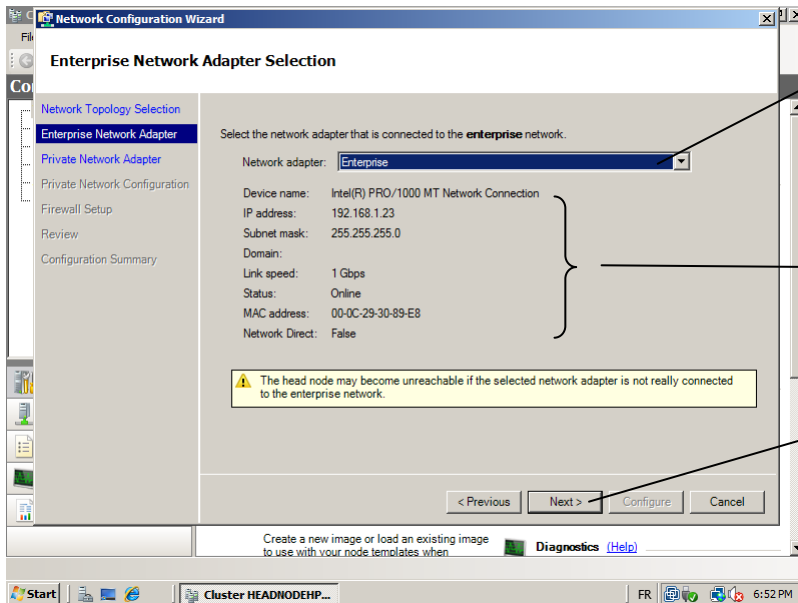 Network Configuration Wizard
Enterprise Network Adapter Selection
Network Topology Selection
Enterprise Network Adapter
Private Network Adapter
Private Network Configuration
Firewall Setup
Review
Configuration Summary
Select the network adapter that is connected to the enterprise network.
Network adapter: Enterprise
Device name: Intel(R) PRO/1000 MT Network Connection
IP address: 192.168.1.23
Subnet mask: 255.255.255.0
Domain:
Link speed: 1 Gbps
Status: Online
MAC address: 00-0C-29-30-89-E8
Network Direct: False
The head node may become unreachable if the selected network adapter is not really connected
to the enterprise network.
< Previous Next > Configure Cancel
Create a new image or load an existing image
to use with your node templates when
Diagnostics (Help)
Start Cluster HEADNODEHP... FR 6:52 PM